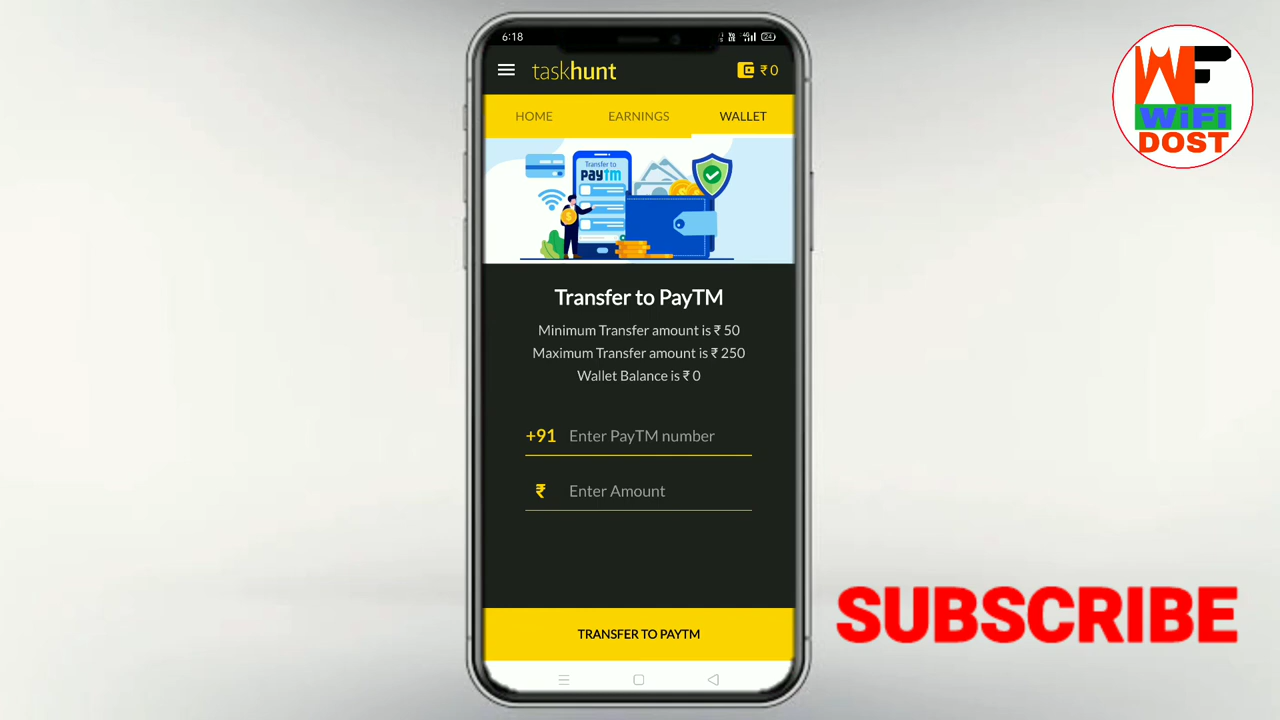 6:18
24
taskhunt
₹ 0
HOME
EARNINGS
WALLET
Transfer to
paytm
Transfer to PayTM
Minimum Transfer amount is ₹ 50
Maximum Transfer amount is ₹ 250
Wallet Balance is ₹ 0
+91 Enter PayTM number
₹ Enter Amount
TRANSFER TO PAYTM
WF
WiFi
DOST
SUBSCRIBE